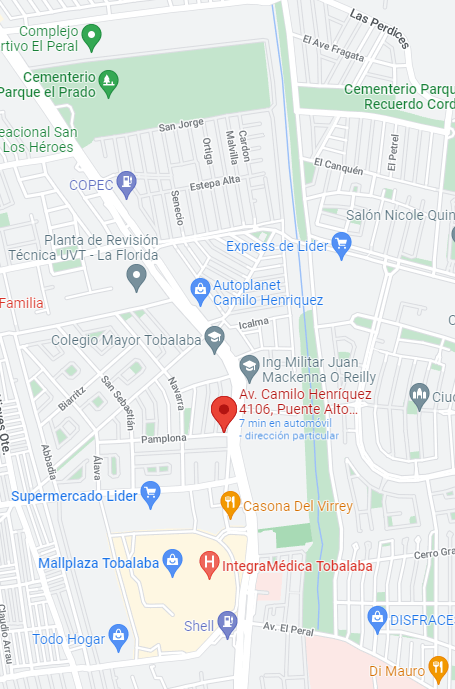 Las Perdices
Complejo
rtivo El Peral
El Ave Fragata
Cementerio
Parque el Prado
Cementerio Parqu
Recuerdo Cord
San Jorge
eacional San
Los Héroes
Ortiga
Malvilla
Cardon
El Petrel
El Canquén
COPEC
Estepa Alta
Senecio
Salón Nicole Quin
Planta de Revisión
Técnica UVT - La Florida
Express de Lider
Autoplanet
Camilo Henriquez
Familia
Icalma
Colegio Mayor Tobalaba
Ing Militar Juan
Mackenna O Reilly
Biarritz
San Sebastián
Navarra
Av. Camilo Henríquez
4106, Puente Alto...
7 min en automóvil
- dirección particular
Ciud
Nieves Ote.
Pamplona
Abbadia
Álava
Supermercado Lider
Casona Del Virrey
Mallplaza Tobalaba
IntegraMédica Tobalaba
Cerro Gra
Claudio Arrau
Todo Hogar
Shell
Av. El Peral
DISFRACE
Di Mauro